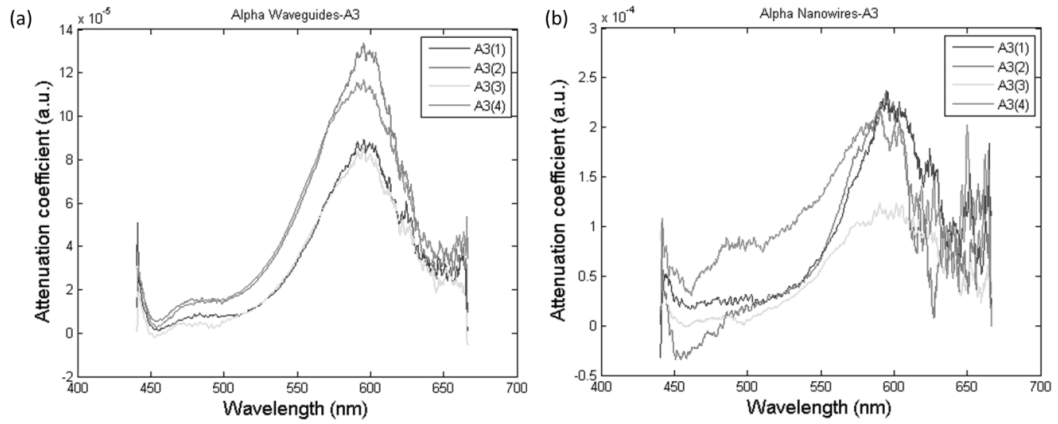 (a)
Alpha Waveguides-A3
x 10⁻⁵
14
12
10
8
6
4
2
0
-2
400
450
500
550
600
650
700
Attenuation coefficient (a.u.)
Wavelength (nm)
A3(1)
A3(2)
A3(3)
A3(4)
(b)
Alpha Nanowires-A3
x 10⁻⁴
3
2.5
2
1.5
1
0.5
0
-0.5
400
450
500
550
600
650
700
Attenuation coefficient (a.u.)
Wavelength (nm)
A3(1)
A3(2)
A3(3)
A3(4)